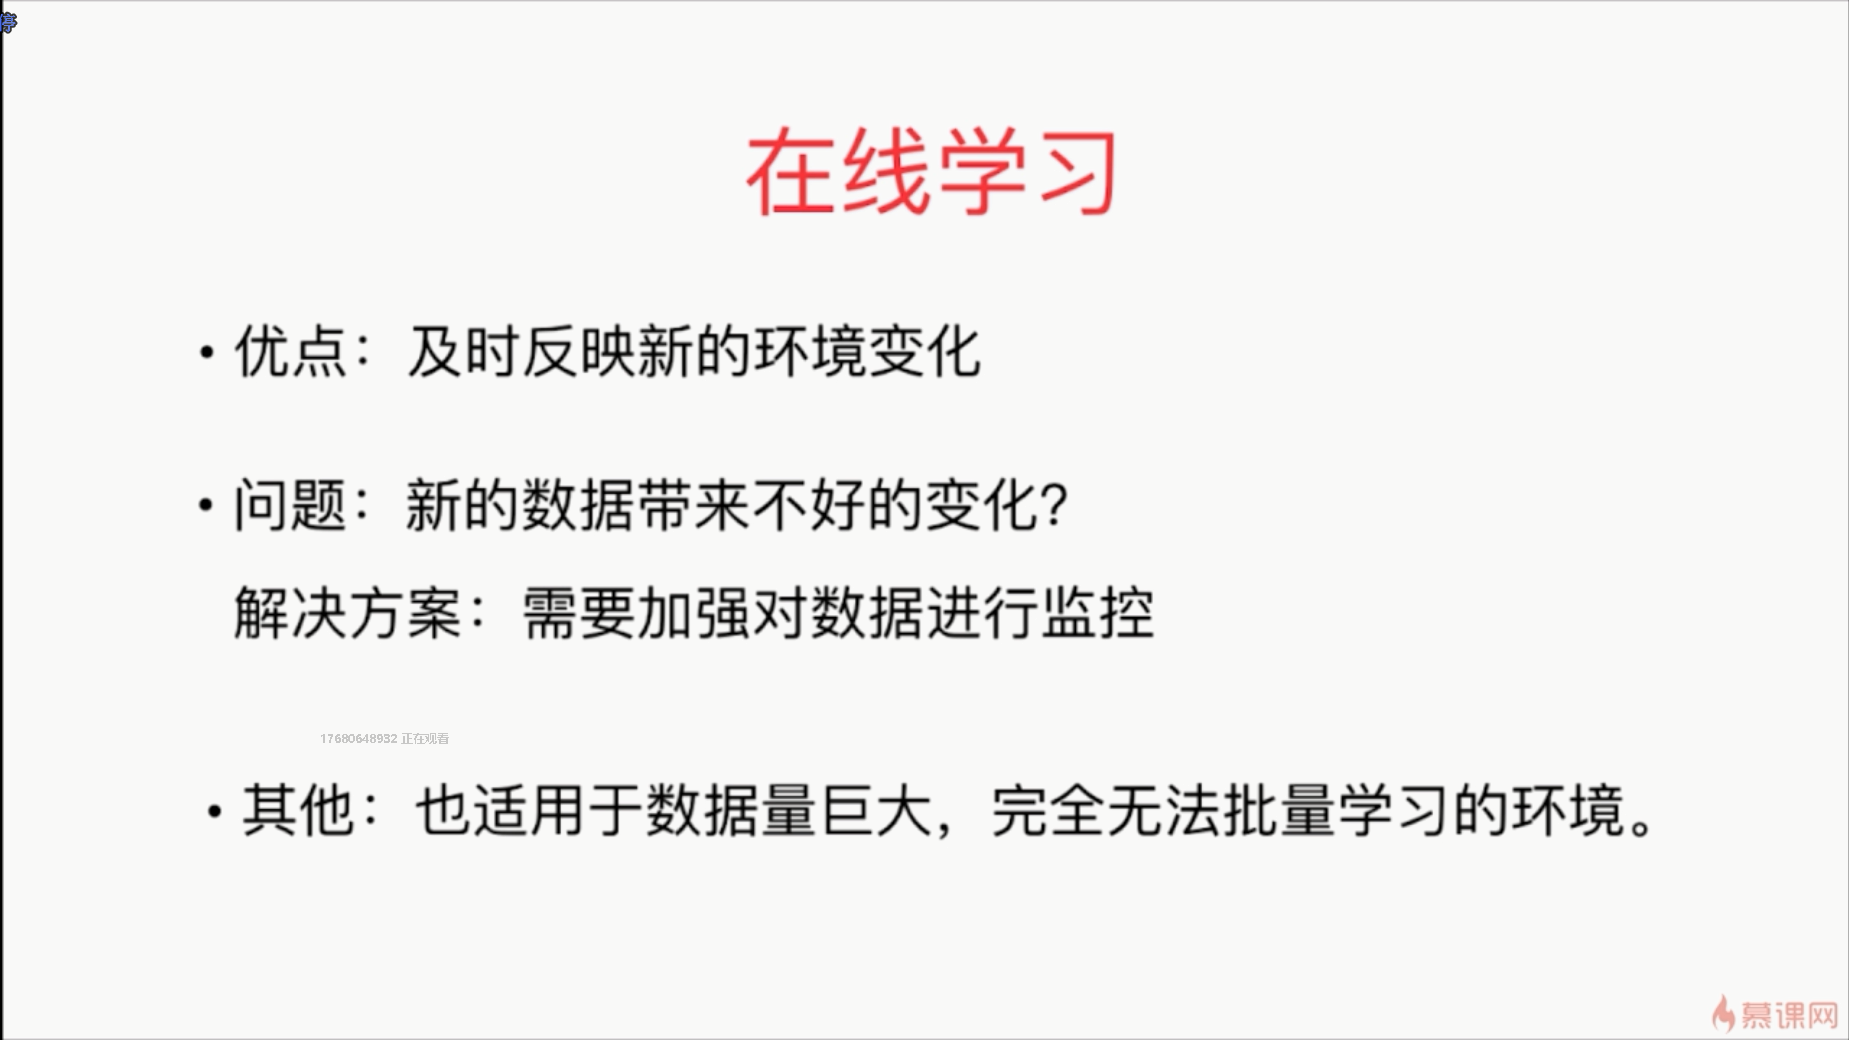 停
在线学习
• 优点：及时反映新的环境变化
• 问题：新的数据带来不好的变化？
解决方案：需要加强对数据进行监控
17680648932 正在观看
• 其他：也适用于数据量巨大，完全无法批量学习的环境。
慕课网